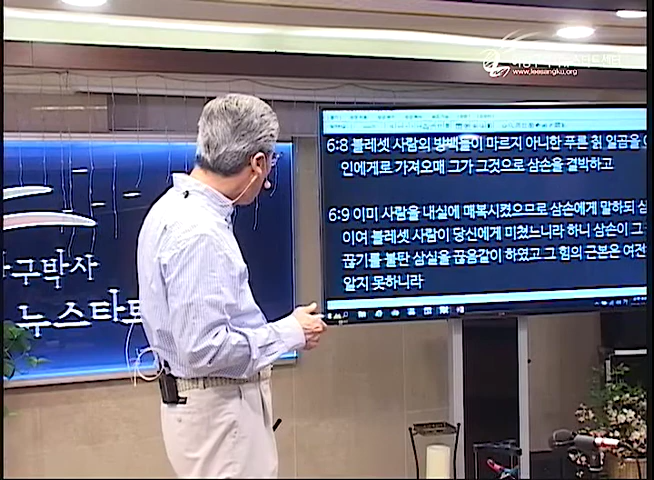 www.leesangku.org
6:8 블레셋 사람의 방백들이 마르지 아니한 푸른 칡 일곱을
인에게로 가져오매 그가 그것으로 삼손을 결박하고
6:9 이미 사람을 내실에 매복시켰으므로 삼손에게 말하되
이여 블레셋 사람이 당신에게 미쳤느니라 하니 삼손이 그
끊기를 불탄 삼실을 끊음같이 하였고 그 힘의 근본은
알지 못하니라
구박사
뉴스타트